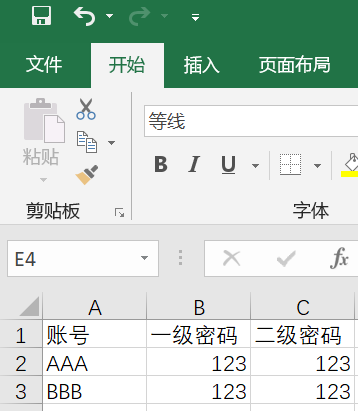 文件 开始 插入 页面布局
粘贴
等线
B I U
剪贴板 字体
E4 fx
A B C
1 账号 一级密码 二级密码
2 AAA 123 123
3 BBB 123 123